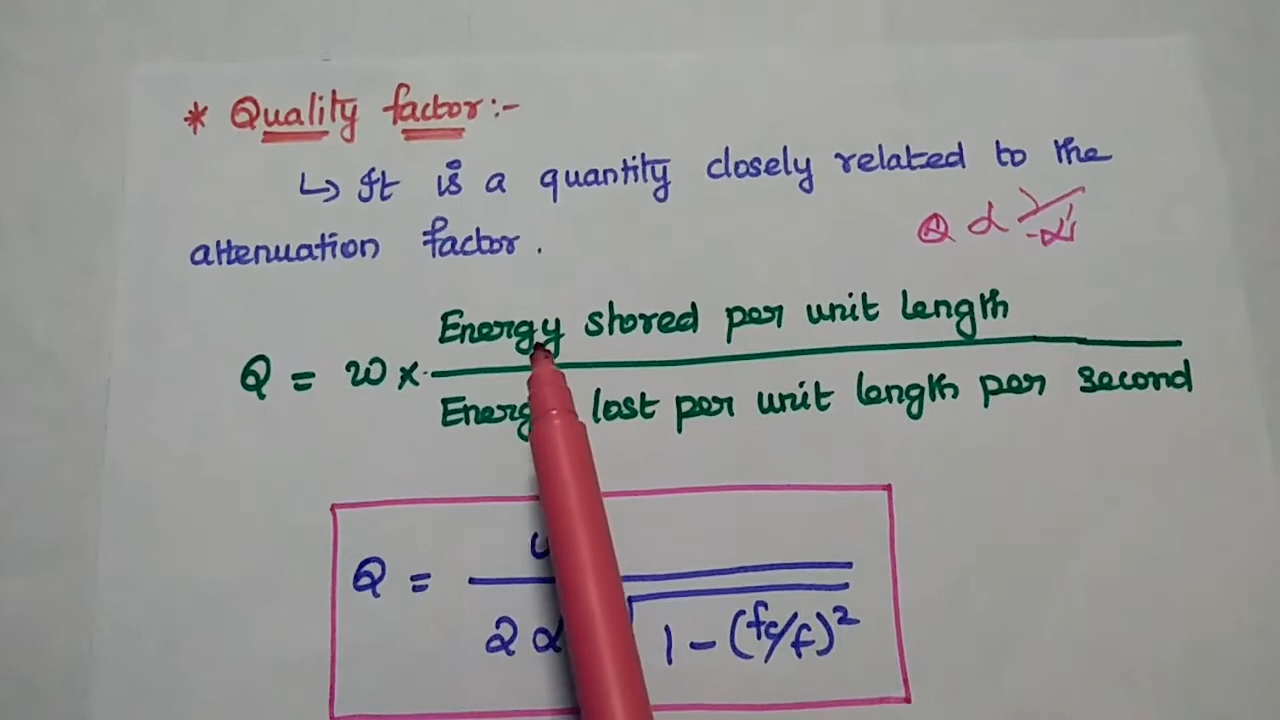 * Quality factor:-
↳ It is a quantity closely related to the
attenuation factor.
Q α 1/α
Energy stored per unit length
Q = ω ×
Energy lost per unit length per second
Q =
2 α √ 1 - (fc/f)²